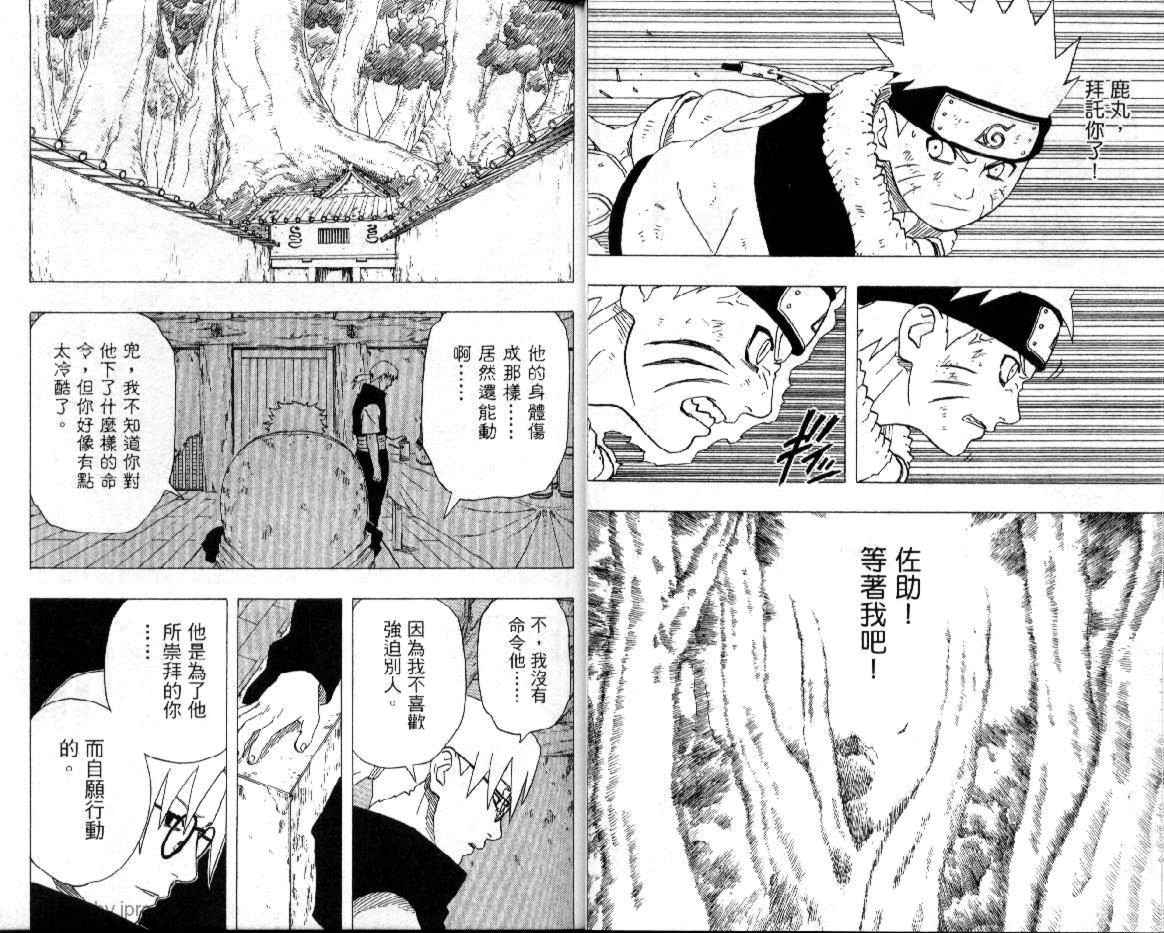 鹿丸，
拜託你了！
ギイッ
佐助！
等著我吧！
他的身體傷
成那樣……
居然還能動
啊……
兜，我不知道你對
他下了什麼樣的命
令，但你好像有點
太冷酷了。
不，我沒有
命令他……
因為我不喜歡
強迫別人。
他是為了他
所崇拜的你
……
而自願行動
的。